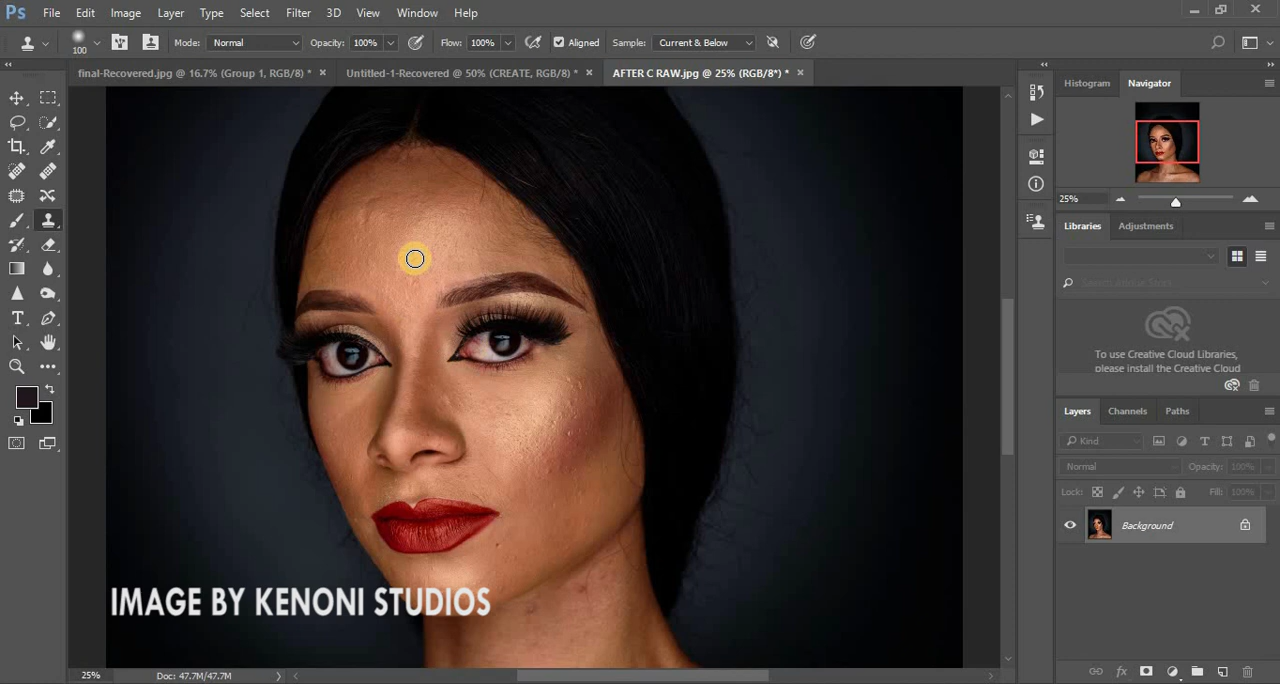 Ps File Edit Image Layer Type Select Filter 3D View Window Help
100 Mode: Normal Opacity: 100% Flow: 100% Aligned Sample: Current & Below
final-Recovered.jpg @ 16.7% (Group 1, RGB/8) * × Untitled-1-Recovered @ 50% (CREATE, RGB/8) * × AFTER C RAW.jpg @ 25% (RGB/8*) * ×
Histogram Navigator
25%
Libraries Adjustments
To use Creative Cloud Libraries,
please install the Creative Cloud
Layers Channels Paths
Kind
Normal Opacity: 100%
Lock: Fill: 100%
Background
IMAGE BY KENONI STUDIOS
25% Doc: 47.7M/47.7M